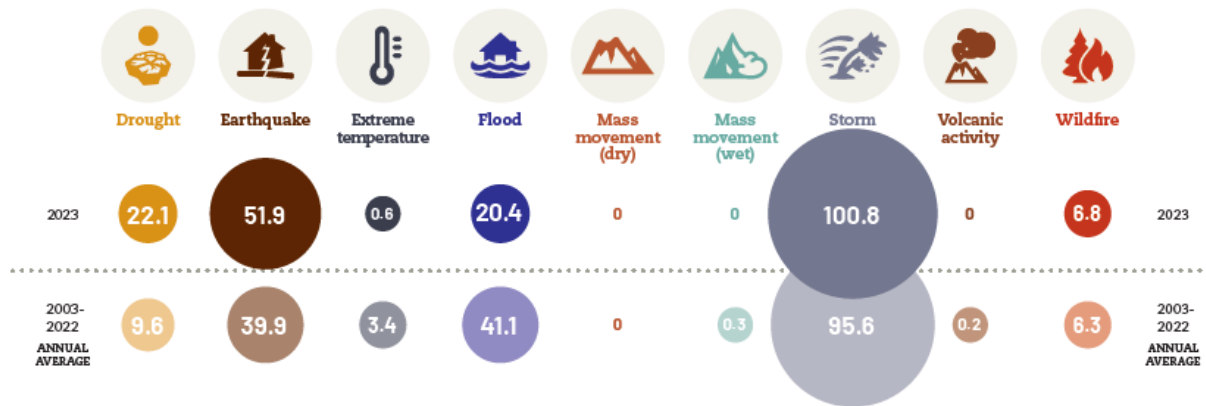 Drought
Earthquake
Extreme
temperature
Flood
Mass
movement
(dry)
Mass
movement
(wet)
Storm
Volcanic
activity
Wildfire
2023 22.1 51.9 0.6 20.4 0 0 100.8 0 6.8 2023
2003-
2022
ANNUAL
AVERAGE
9.6 39.9 3.4 41.1 0 0.3 95.6 0.2 6.3
2003-
2022
ANNUAL
AVERAGE